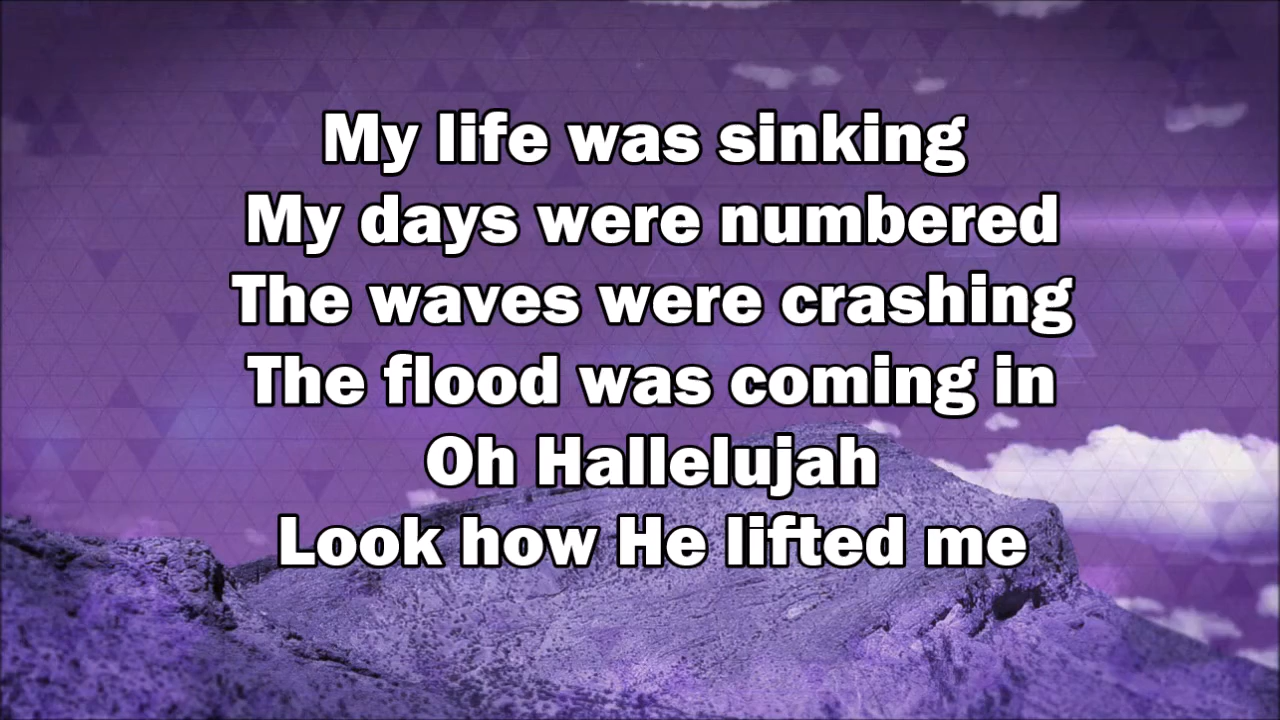 My life was sinking
My days were numbered
The waves were crashing
The flood was coming in
Oh Hallelujah
Look how He lifted me